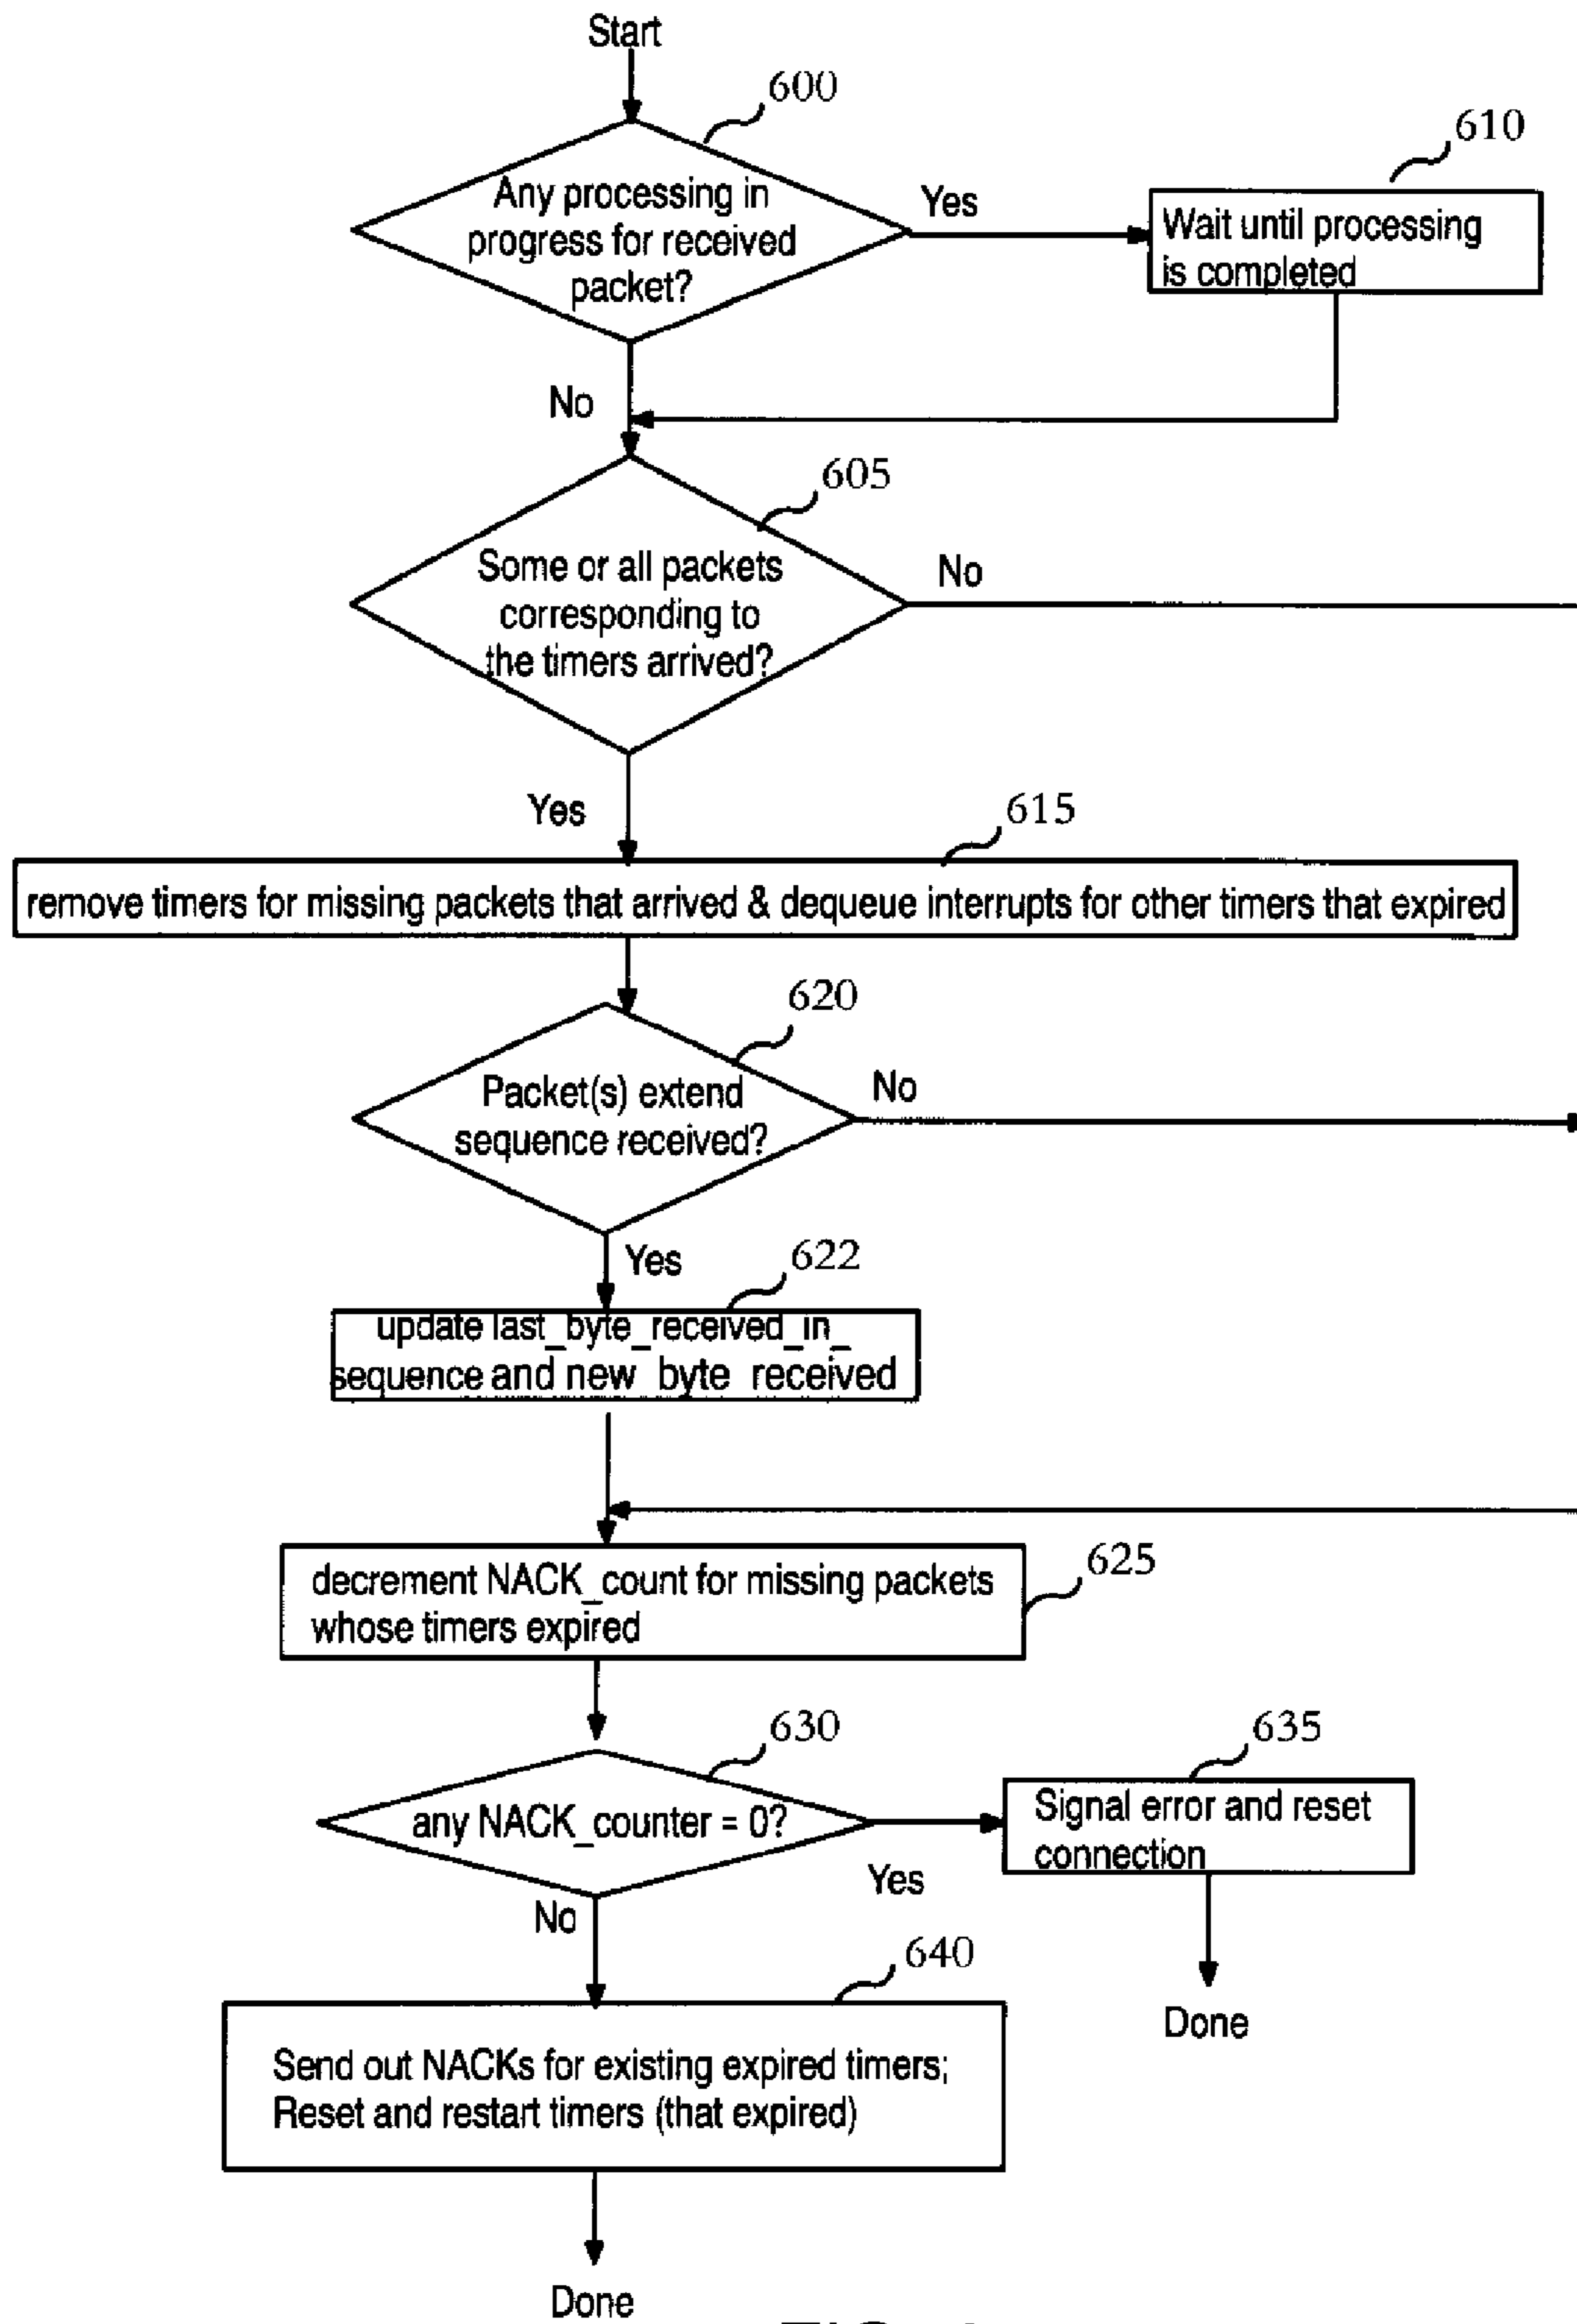 Start
600
Any processing in
progress for received
packet?
Yes
610
Wait until processing
is completed
No
605
Some or all packets
corresponding to
the timers arrived?
No
Yes
615
remove timers for missing packets that arrived & dequeue interrupts for other timers that expired
620
Packet(s) extend
sequence received?
No
Yes
622
update last_byte_received_in_
sequence and new_byte_received
625
decrement NACK_count for missing packets
whose timers expired
630
any NACK_counter = 0?
Yes
635
Signal error and reset
connection
Done
No
640
Send out NACKs for existing expired timers;
Reset and restart timers (that expired)
Done